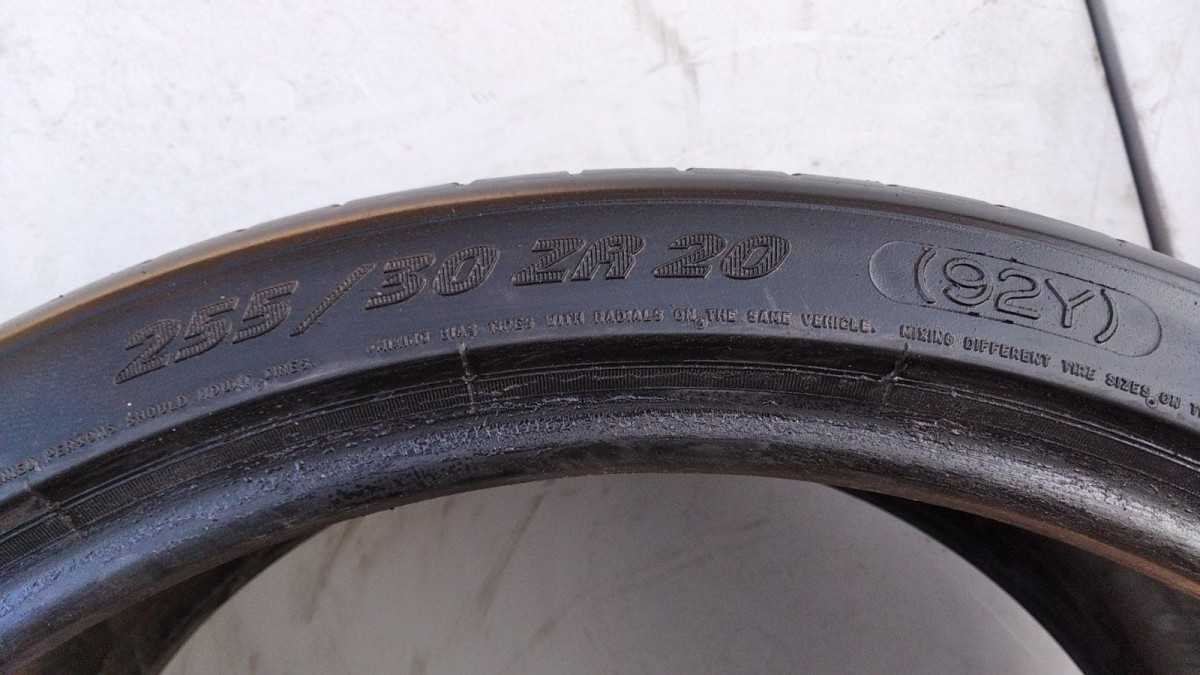 255/30 ZR 20 (92Y)
PERSONS SHOULD MOUNT TIRES.
MIXING BIAS TIRES WITH RADIALS ON THE SAME VEHICLE. MIXING DIFFERENT TIRE SIZES ON